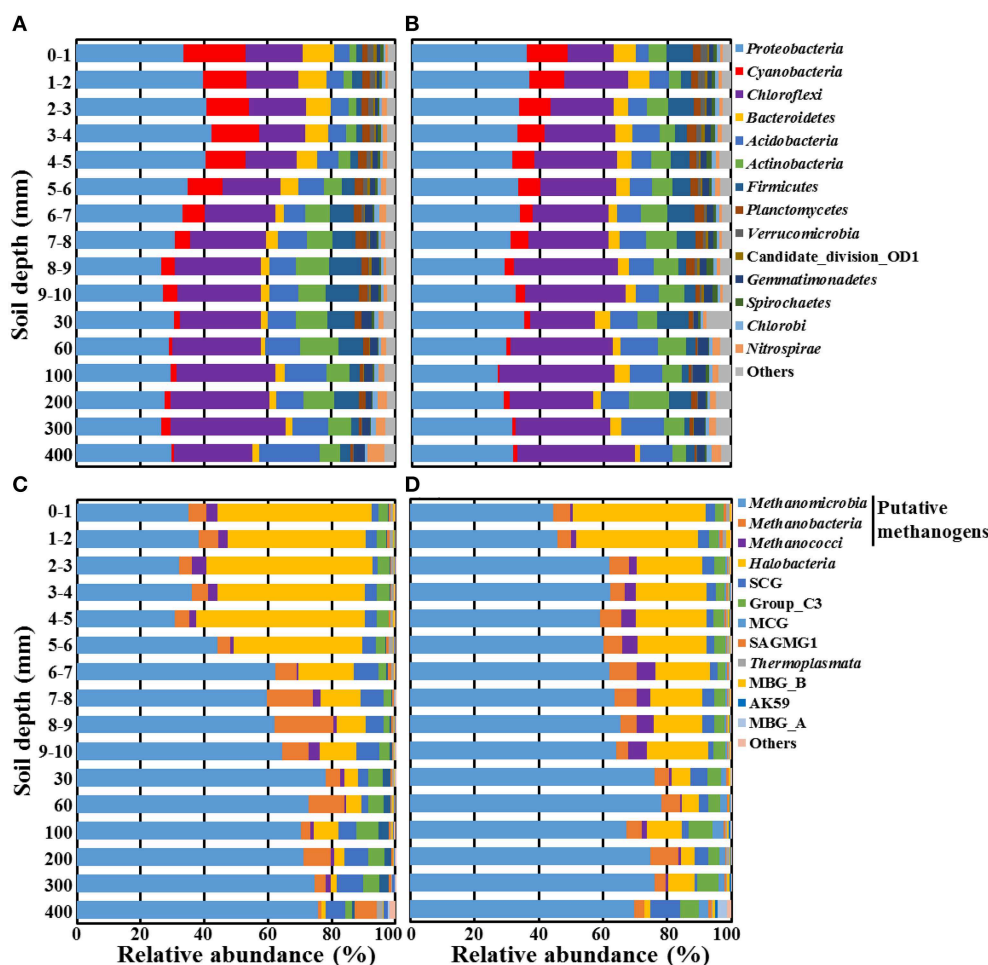 A
B
Soil depth (mm)
0-1
1-2
2-3
3-4
4-5
5-6
6-7
7-8
8-9
9-10
30
60
100
200
300
400
Proteobacteria
Cyanobacteria
Chloroflexi
Bacteroidetes
Acidobacteria
Actinobacteria
Firmicutes
Planctomycetes
Verrucomicrobia
Candidate_division_OD1
Gemmatimonadetes
Spirochaetes
Chlorobi
Nitrospirae
Others
C
D
Soil depth (mm)
0-1
1-2
2-3
3-4
4-5
5-6
6-7
7-8
8-9
9-10
30
60
100
200
300
400
Methanomicrobia
Methanobacteria
Methanococci
Putative
methanogens
Halobacteria
SCG
Group_C3
MCG
SAGMG1
Thermoplasmata
MBG_B
AK59
MBG_A
Others
0 20 40 60 80 100
0 20 40 60 80 100
Relative abundance (%)
Relative abundance (%)